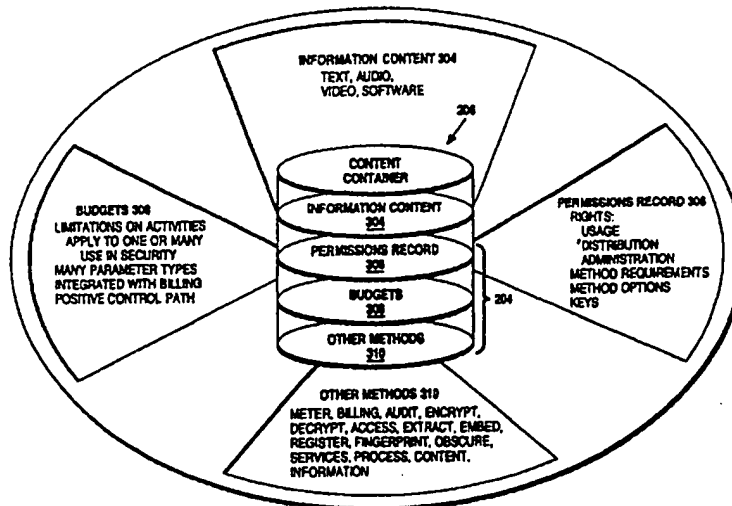 INFORMATION CONTENT 304
TEXT, AUDIO,
VIDEO, SOFTWARE
206
CONTENT
CONTAINER
INFORMATION CONTENT
304
PERMISSIONS RECORD
308
BUDGETS
308
OTHER METHODS
310
204
BUDGETS 308
LIMITATIONS ON ACTIVITIES
APPLY TO ONE OR MANY
USE IN SECURITY
MANY PARAMETER TYPES
INTEGRATED WITH BILLING
POSITIVE CONTROL PATH
PERMISSIONS RECORD 306
RIGHTS:
USAGE
DISTRIBUTION
ADMINISTRATION
METHOD REQUIREMENTS
METHOD OPTIONS
KEYS
OTHER METHODS 310
METER, BILLING, AUDIT, ENCRYPT,
DECRYPT, ACCESS, EXTRACT, EMBED,
REGISTER, FINGERPRINT, OBSCURE,
SERVICES, PROCESS, CONTENT,
INFORMATION